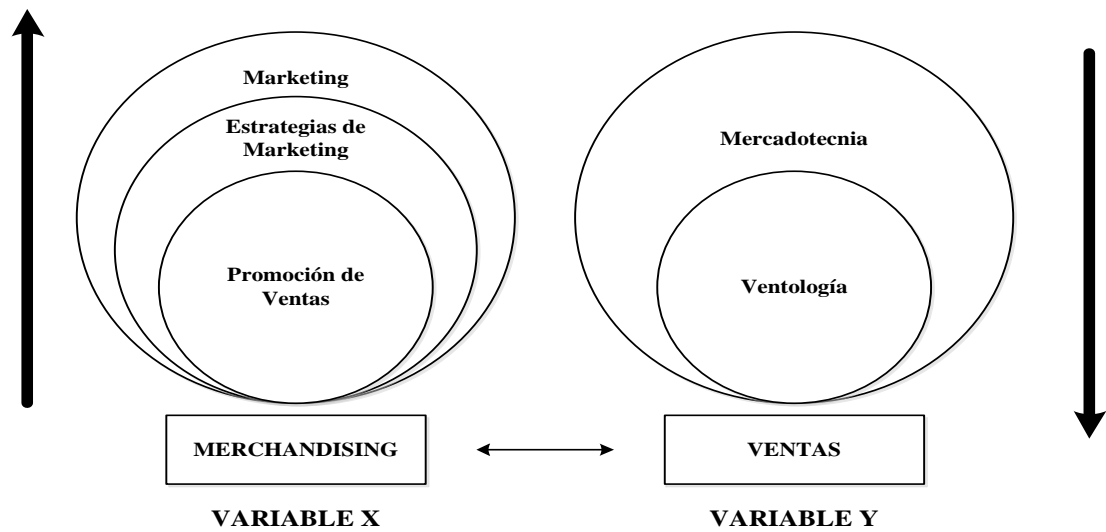 Marketing
Estrategias de
Marketing
Promoción de
Ventas
MERCHANDISING
VARIABLE X
Mercadotecnia
Ventología
VENTAS
VARIABLE Y